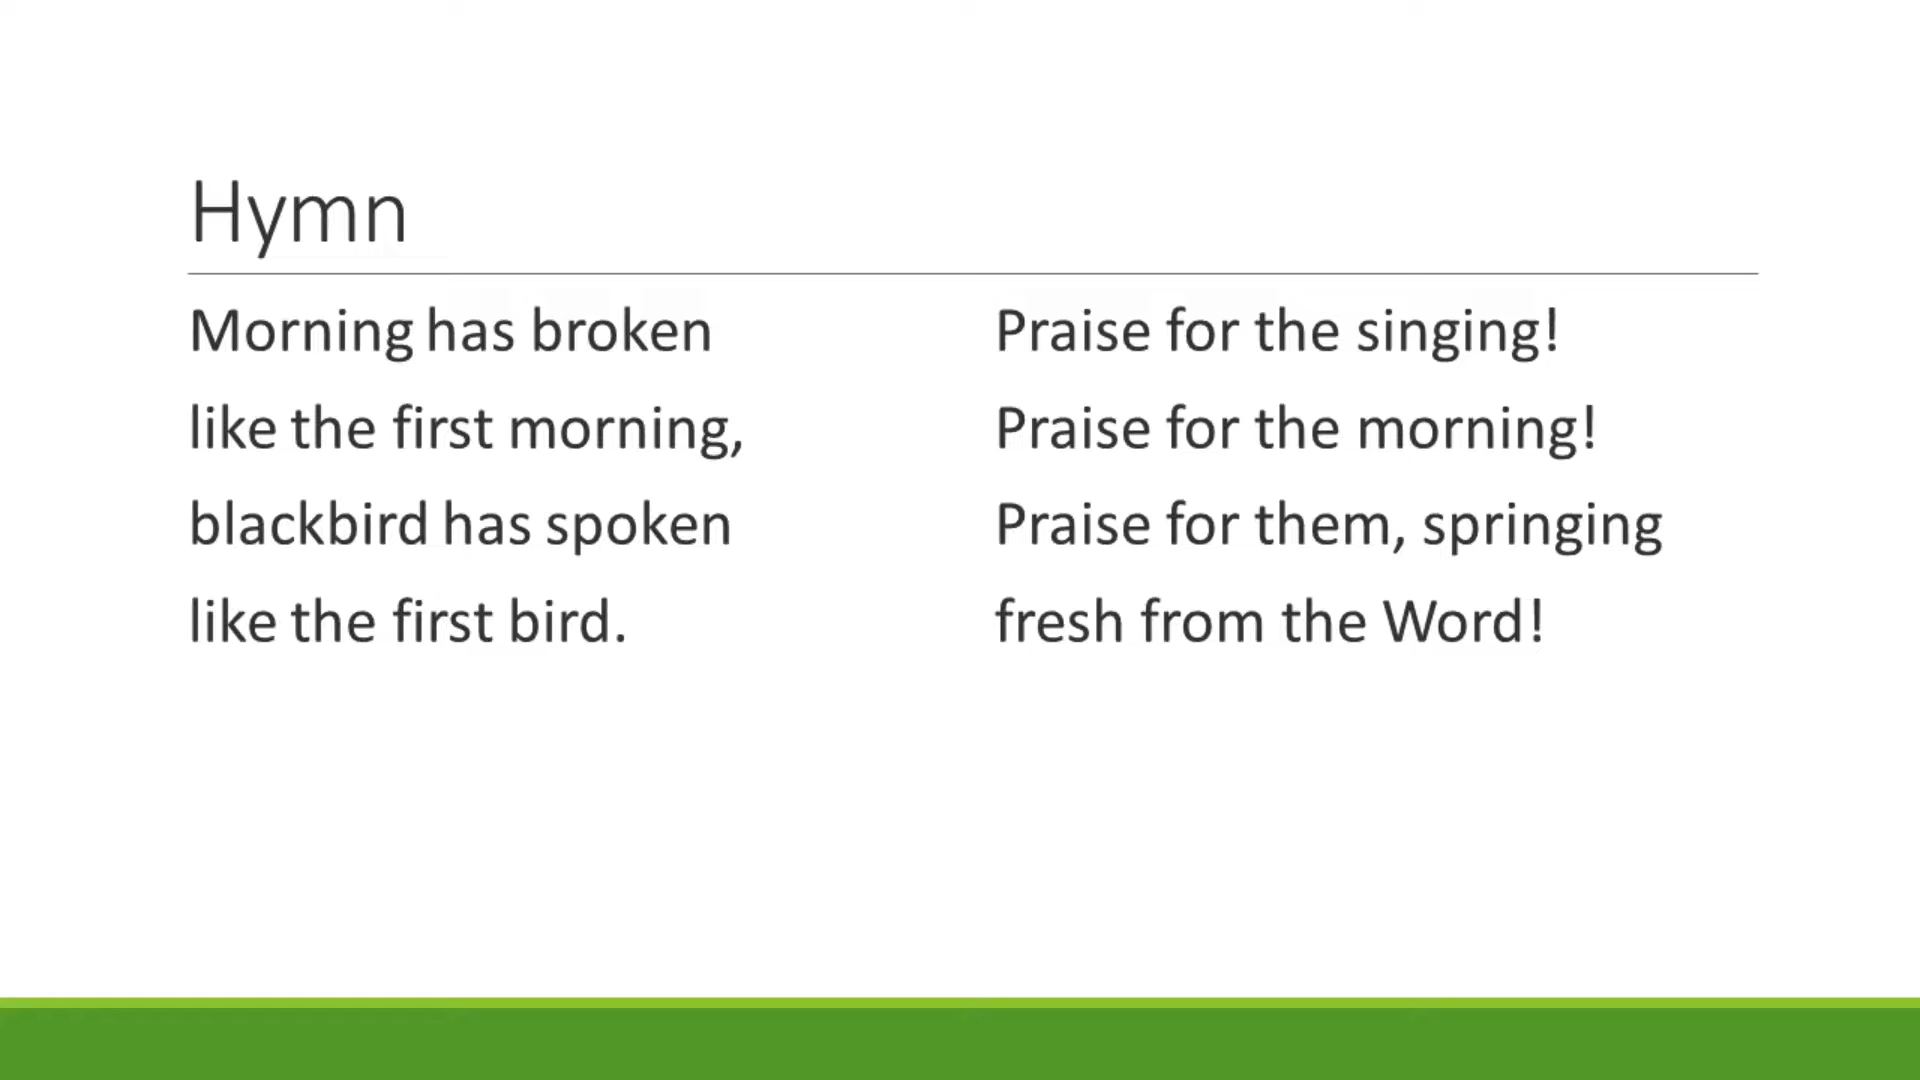 Hymn
Morning has broken
like the first morning,
blackbird has spoken
like the first bird.
Praise for the singing!
Praise for the morning!
Praise for them, springing
fresh from the Word!